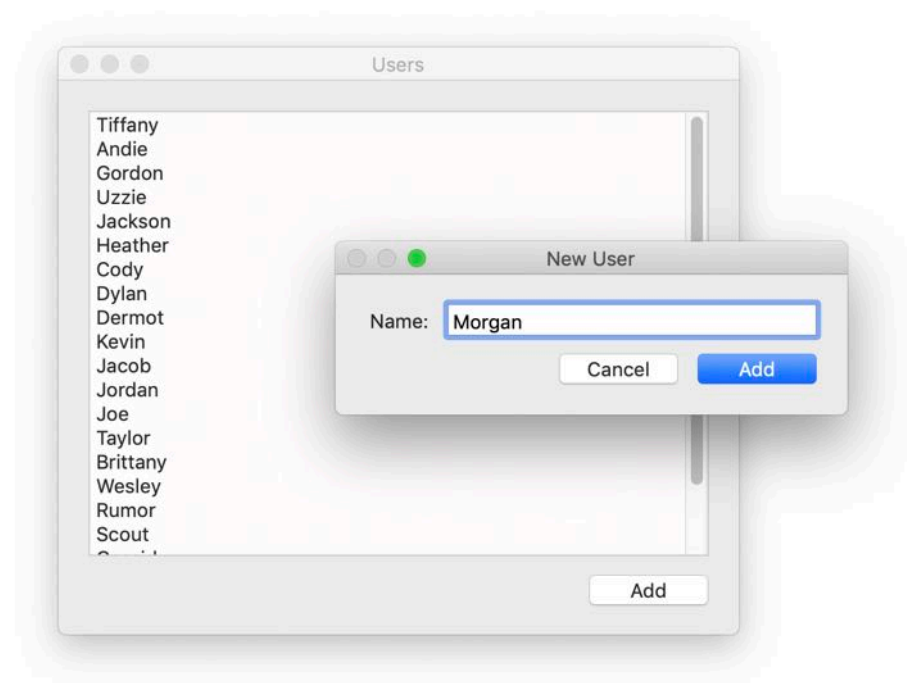 Users
Tiffany
Andie
Gordon
Uzzie
Jackson
Heather
Cody
Dylan
Dermot
Kevin
Jacob
Jordan
Joe
Taylor
Brittany
Wesley
Rumor
Scout
New User
Name: Morgan
Cancel Add
Add